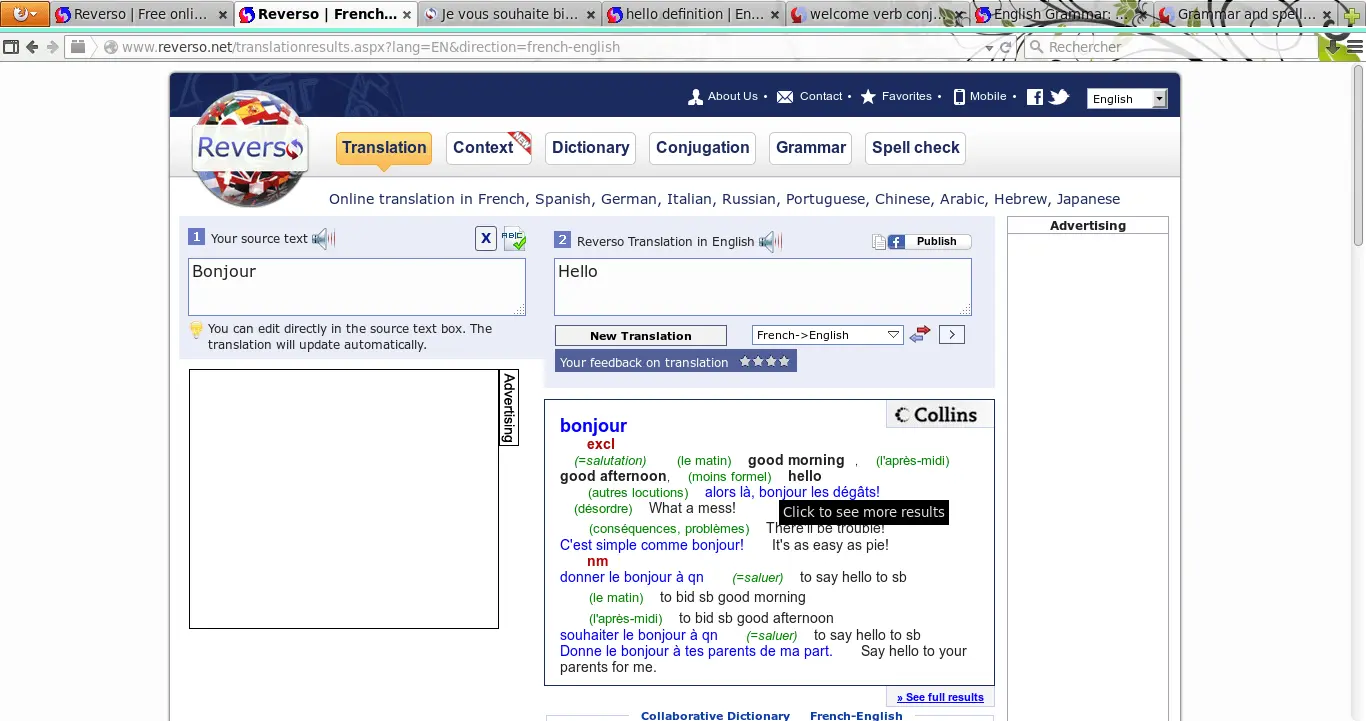 Reverso | Free onli...
Reverso | French...
Je vous souhaite bi...
hello definition | En...
welcome verb conj...
English Grammar: ...
Grammar and spell...
www.reverso.net/translationresults.aspx?lang=EN&direction=french-english
Rechercher
About Us • Contact • Favorites • Mobile •
English
Reverso
Translation
Context
New
Dictionary
Conjugation
Grammar
Spell check
Online translation in French, Spanish, German, Italian, Russian, Portuguese, Chinese, Arabic, Hebrew, Japanese
1 Your source text
X
ABC
2 Reverso Translation in English
Publish
Advertising
Bonjour
Hello
You can edit directly in the source text box. The
translation will update automatically.
New Translation
French->English
>
Your feedback on translation
Advertising
Collins
bonjour
excl
(=salutation) (le matin) good morning , (l'après-midi)
good afternoon, (moins formel) hello
(autres locutions) alors là, bonjour les dégâts!
(désordre) What a mess!
Click to see more results
(conséquences, problèmes) There'll be trouble!
C'est simple comme bonjour! It's as easy as pie!
nm
donner le bonjour à qn (=saluer) to say hello to sb
(le matin) to bid sb good morning
(l'après-midi) to bid sb good afternoon
souhaiter le bonjour à qn (=saluer) to say hello to sb
Donne le bonjour à tes parents de ma part. Say hello to your
parents for me.
» See full results
Collaborative Dictionary French-English